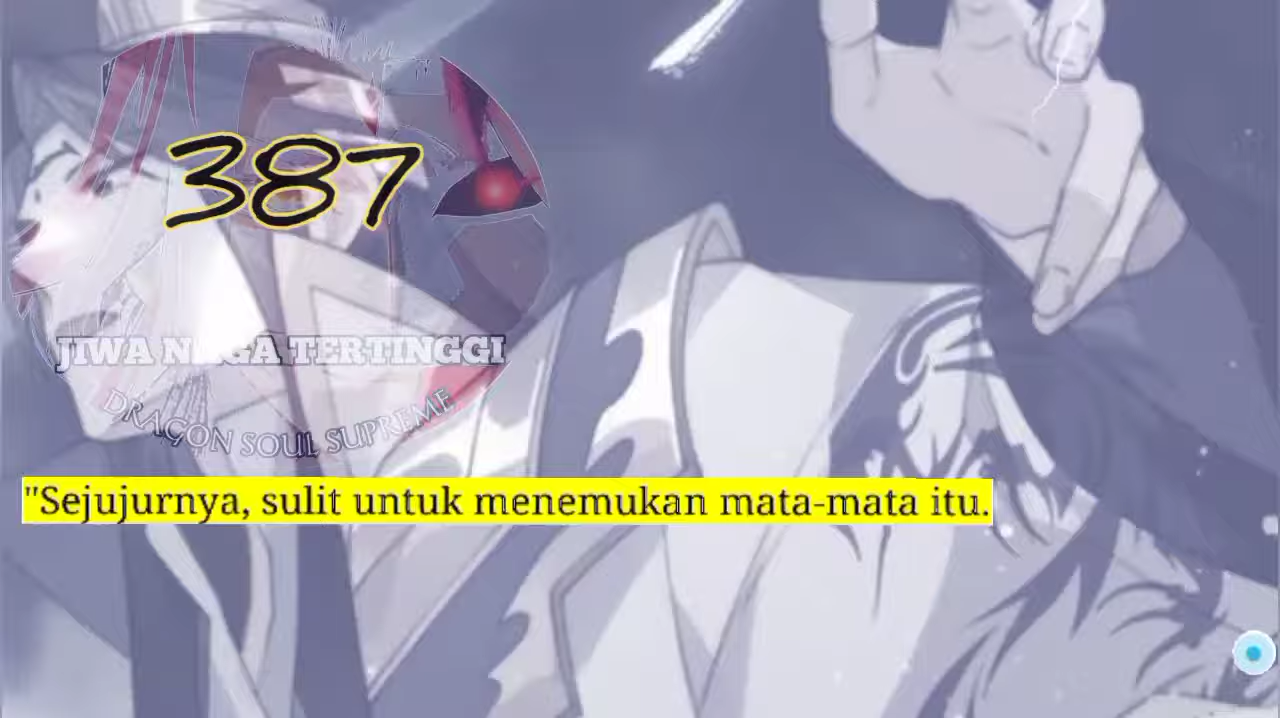 387
JIWA NAGA TERTINGGI
DRAGON SOUL SUPREME
"Sejujurnya, sulit untuk menemukan mata-mata itu.